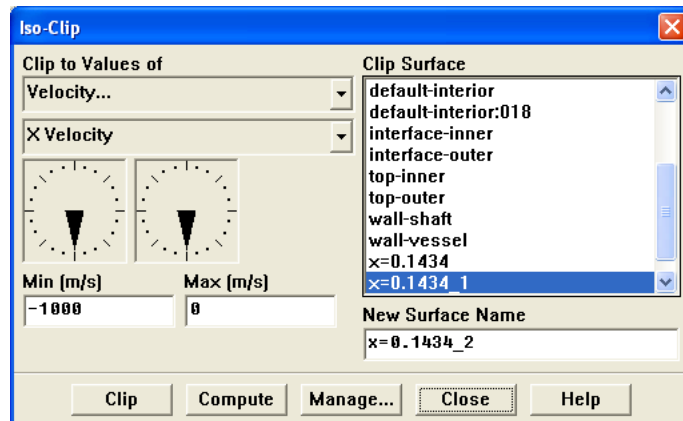 Iso-Clip
Clip to Values of
Velocity...
X Velocity
Min (m/s)
Max (m/s)
-1000
0
Clip Surface
default-interior
default-interior:018
interface-inner
interface-outer
top-inner
top-outer
wall-shaft
wall-vessel
x=0.1434
x=0.1434_1
New Surface Name
x=0.1434_2
Clip
Compute
Manage...
Close
Help